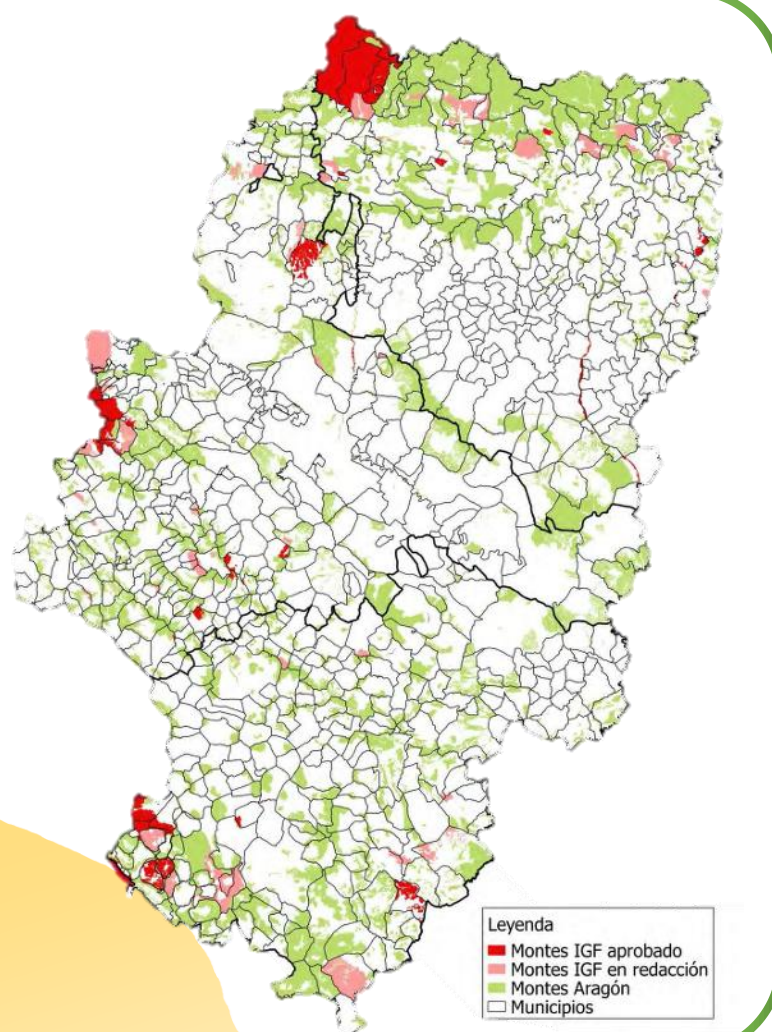 Leyenda
Montes IGF aprobado
Montes IGF en redacción
Montes Aragón
Municipios